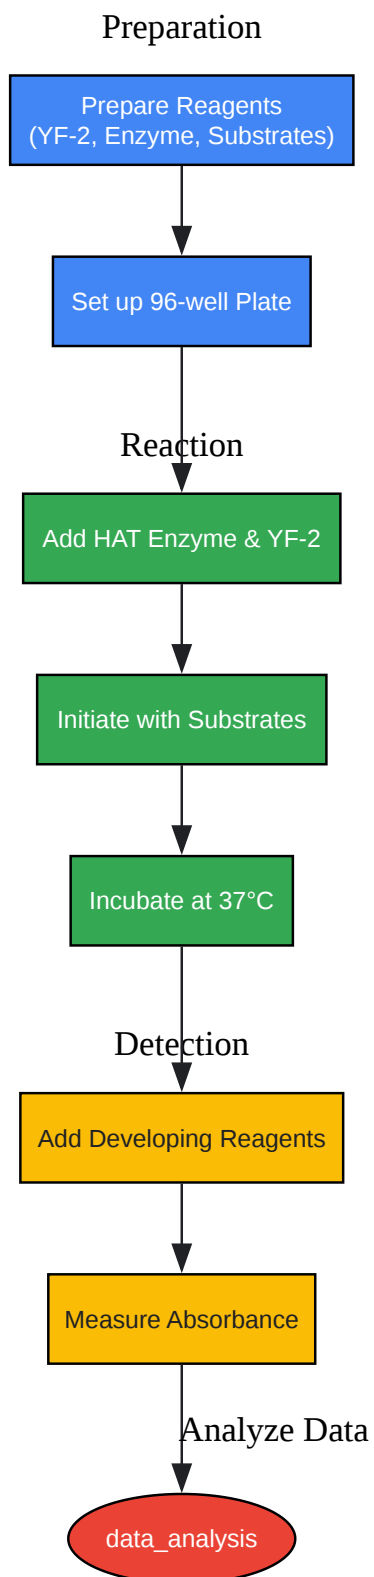 Preparation
Prepare Reagents
(YF-2, Enzyme, Substrates)
Set up 96-well Plate
Reaction
Add HAT Enzyme & YF-2
Initiate with Substrates
Incubate at 37°C
Detection
Add Developing Reagents
Measure Absorbance
Analyze Data
data_analysis